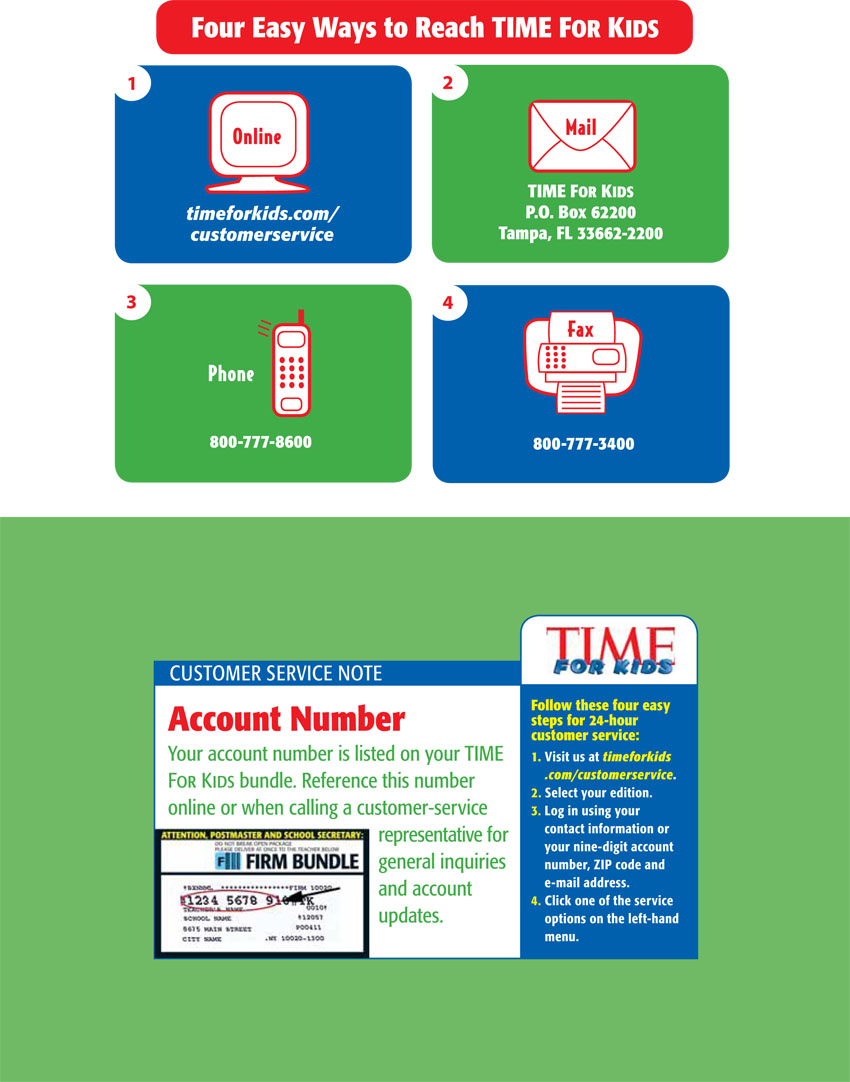 Four Easy Ways to Reach TIME FOR KIDS
1
Online
timeforkids.com/
customerservice
2
Mail
TIME FOR KIDS
P.O. Box 62200
Tampa, FL 33662-2200
3
Phone
800-777-8600
4
Fax
800-777-3400
CUSTOMER SERVICE NOTE
Account Number
Your account number is listed on your TIME
FOR KIDS bundle. Reference this number
online or when calling a customer-service
representative for
general inquiries
and account
updates.
ATTENTION, POSTMASTER AND SCHOOL SECRETARY:
DO NOT BREAK OPEN PACKAGE
PLEASE DELIVER AT ONCE TO THE TEACHER BELOW
FIRM BUNDLE
1234 5678 910
TEACHER'S NAME
SCHOOL NAME
8675 MAIN STREET
CITY NAME
NY 10020-1300
TIME
FOR KIDS
Follow these four easy
steps for 24-hour
customer service:
1. Visit us at timeforkids
.com/customerservice.
2. Select your edition.
3. Log in using your
contact information or
your nine-digit account
number, ZIP code and
e-mail address.
4. Click one of the service
options on the left-hand
menu.